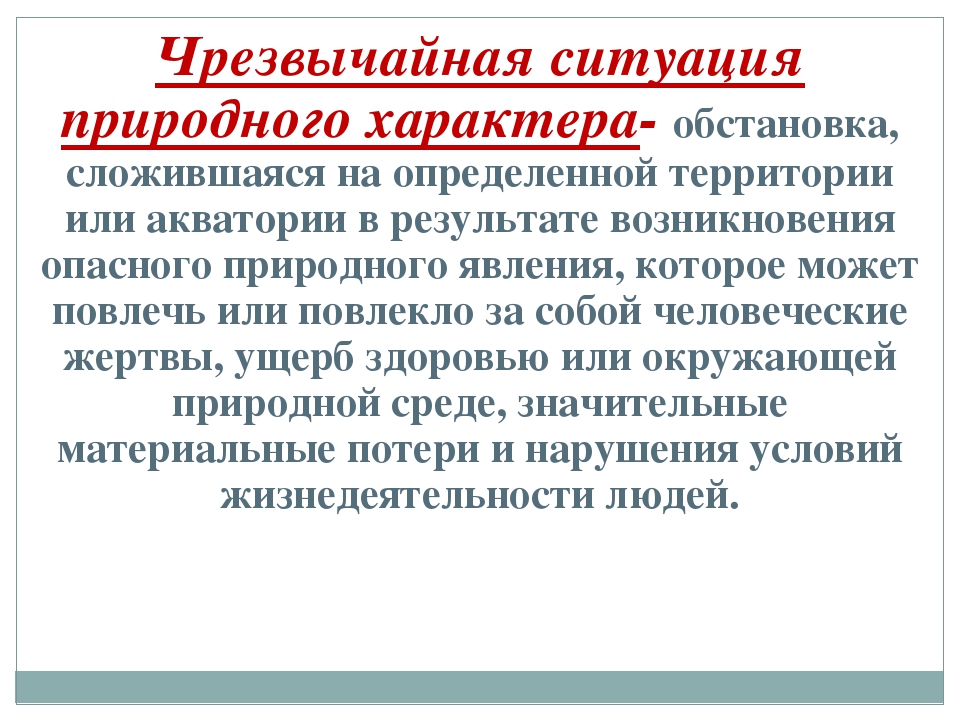 Чрезвычайная ситуация
природного характера- обстановка,
сложившаяся на определенной территории
или акватории в результате возникновения
опасного природного явления, которое может
повлечь или повлекло за собой человеческие
жертвы, ущерб здоровью или окружающей
природной среде, значительные
материальные потери и нарушения условий
жизнедеятельности людей.